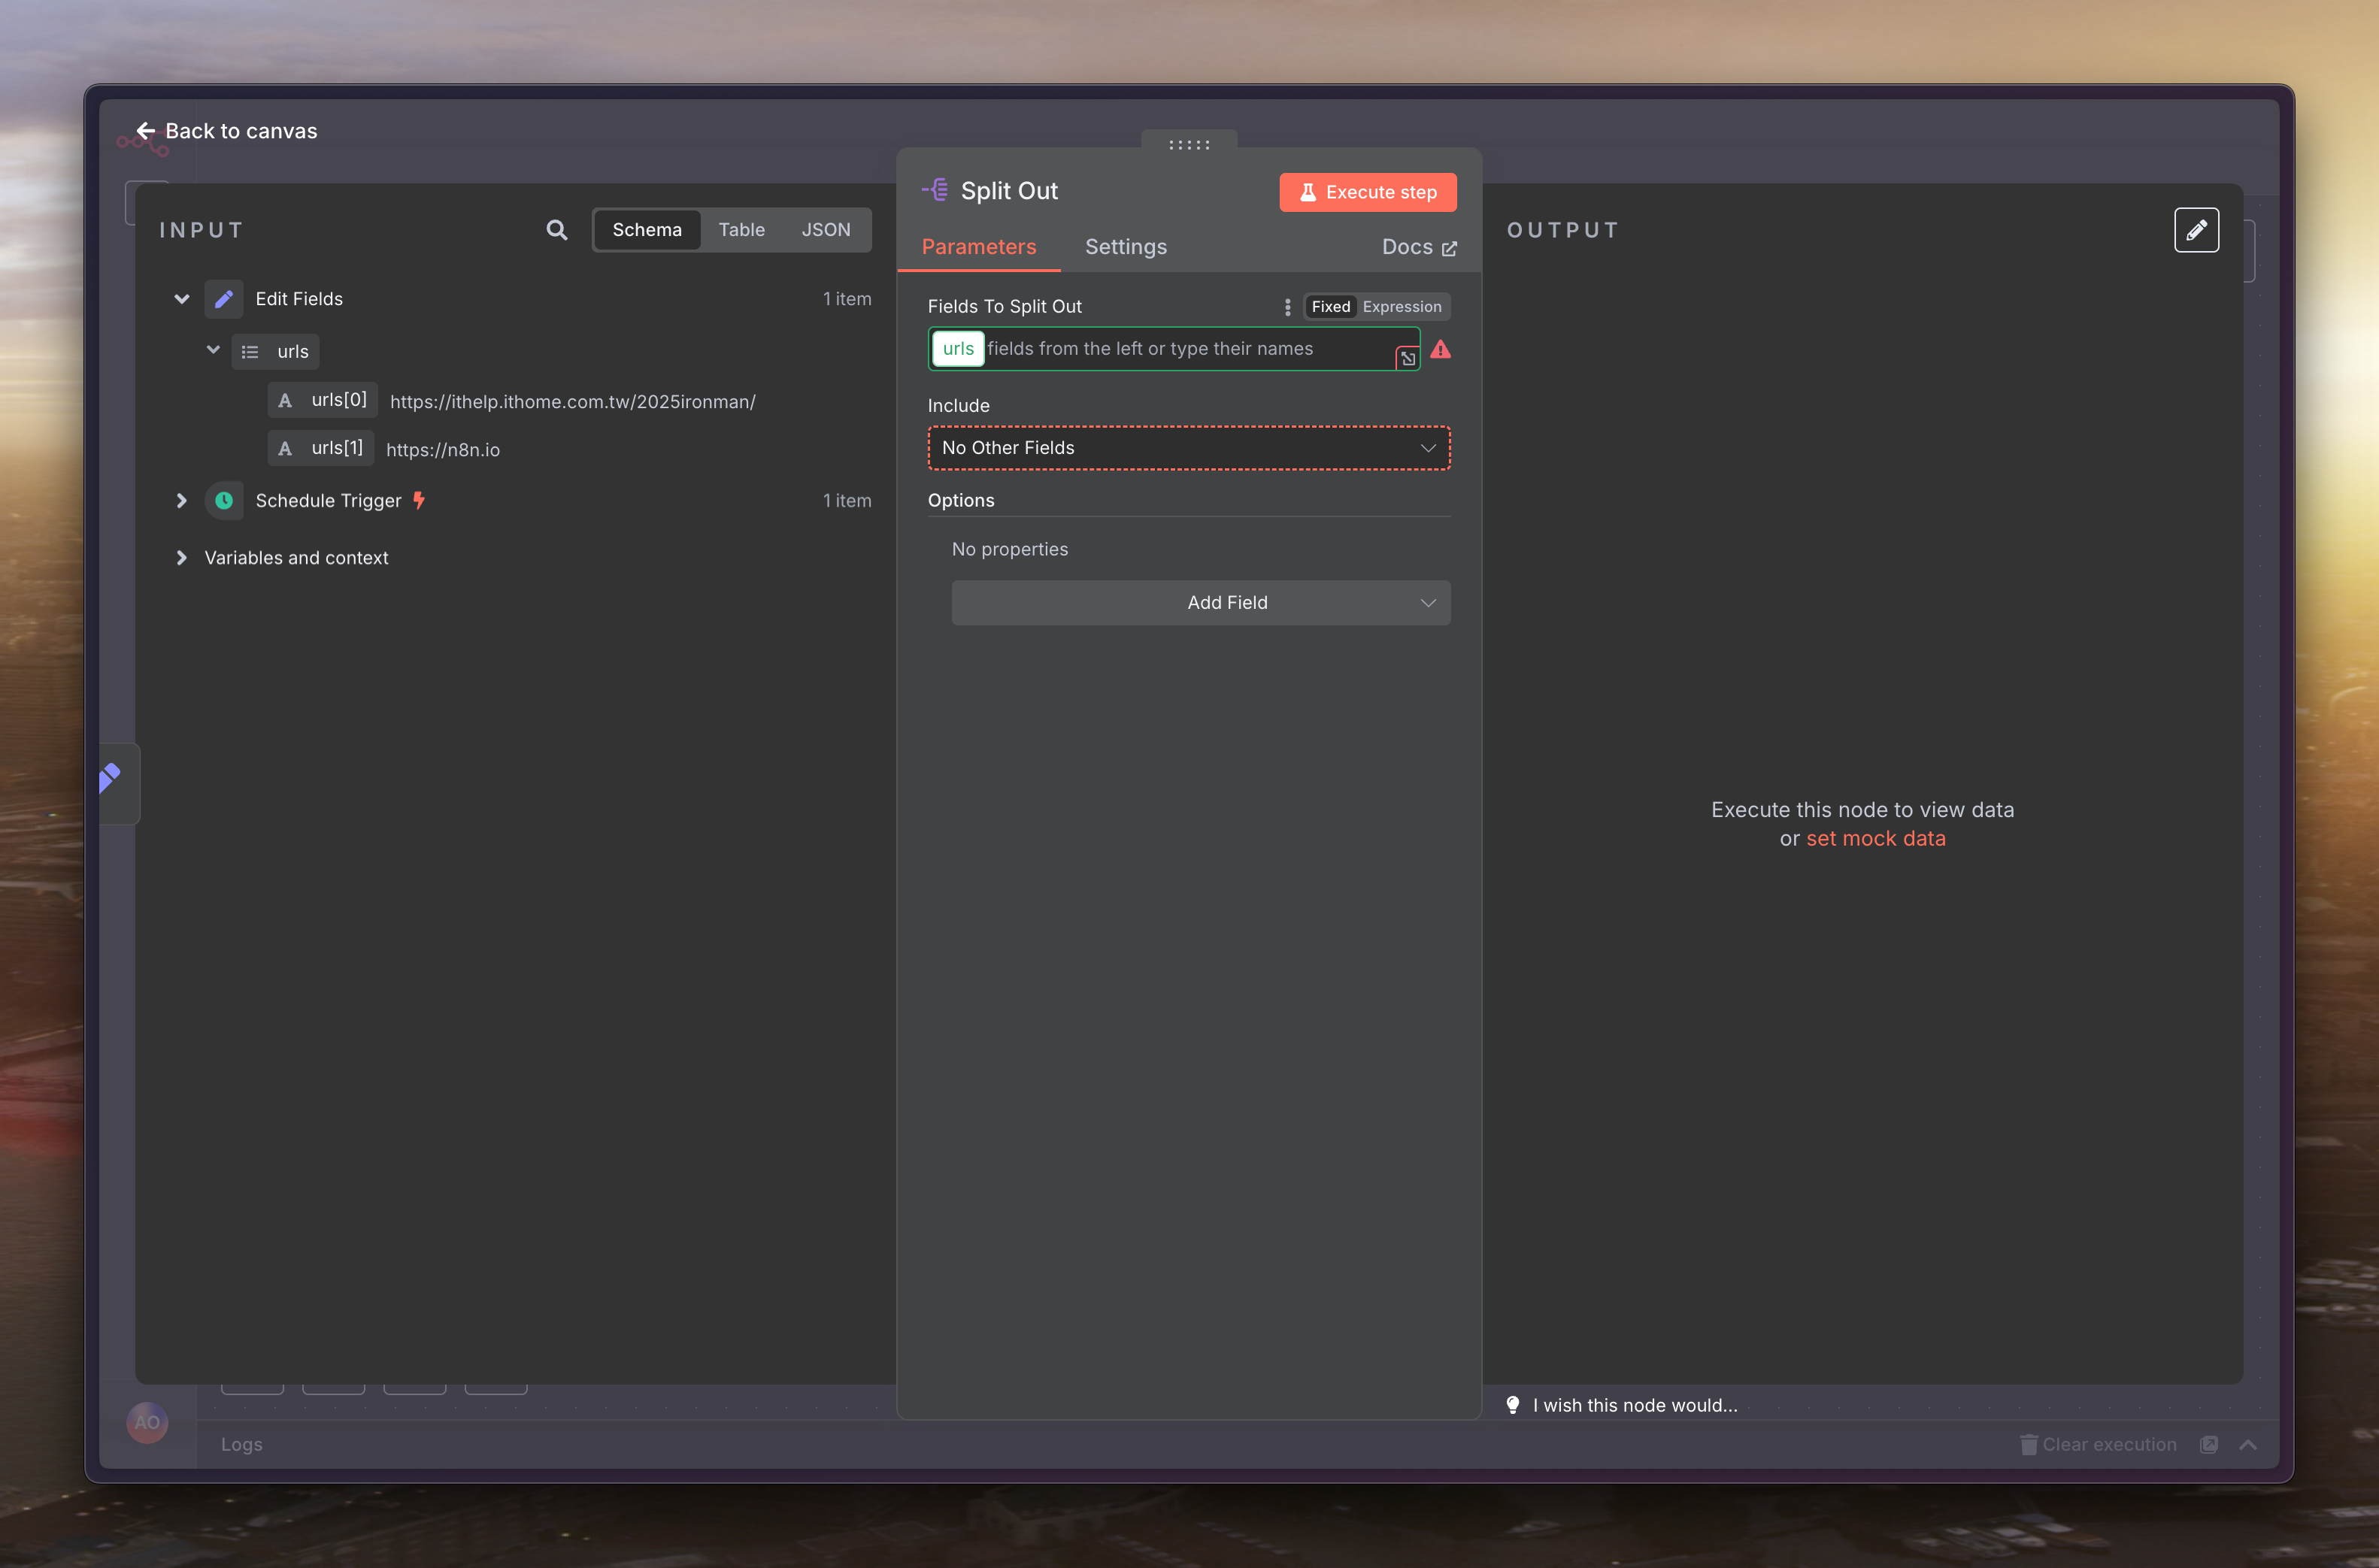 Back to canvas
INPUT
Schema
Table
JSON
Edit Fields
1 item
urls
A urls[0] https://ithelp.ithome.com.tw/2025ironman/
A urls[1] https://n8n.io
Schedule Trigger
1 item
Variables and context
Split Out
Execute step
Parameters
Settings
Docs
Fields To Split Out
Fixed
Expression
urls fields from the left or type their names
Include
No Other Fields
Options
No properties
Add Field
OUTPUT
Execute this node to view data
or set mock data
I wish this node would...
AO
Logs
Clear execution